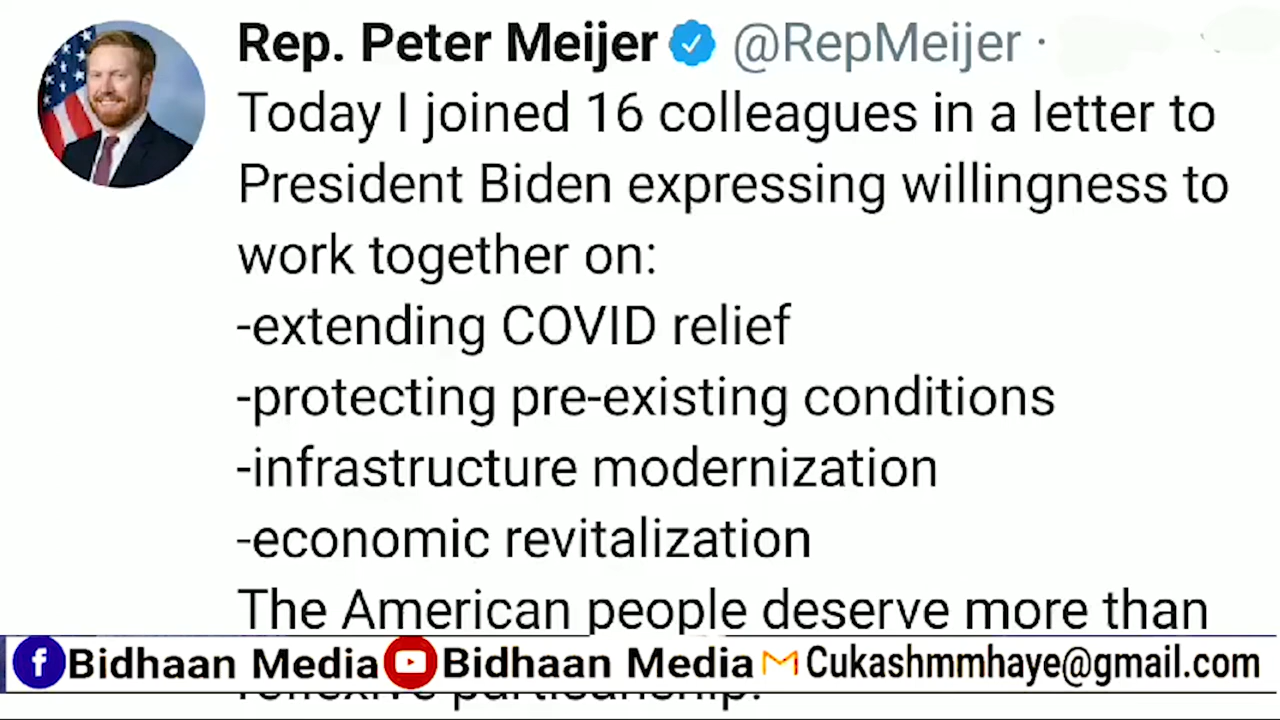 Rep. Peter Meijer @RepMeijer ·
Today I joined 16 colleagues in a letter to
President Biden expressing willingness to
work together on:
-extending COVID relief
-protecting pre-existing conditions
-infrastructure modernization
-economic revitalization
The American people deserve more than
Bidhaan Media Bidhaan Media Cukashmmhaye@gmail.com